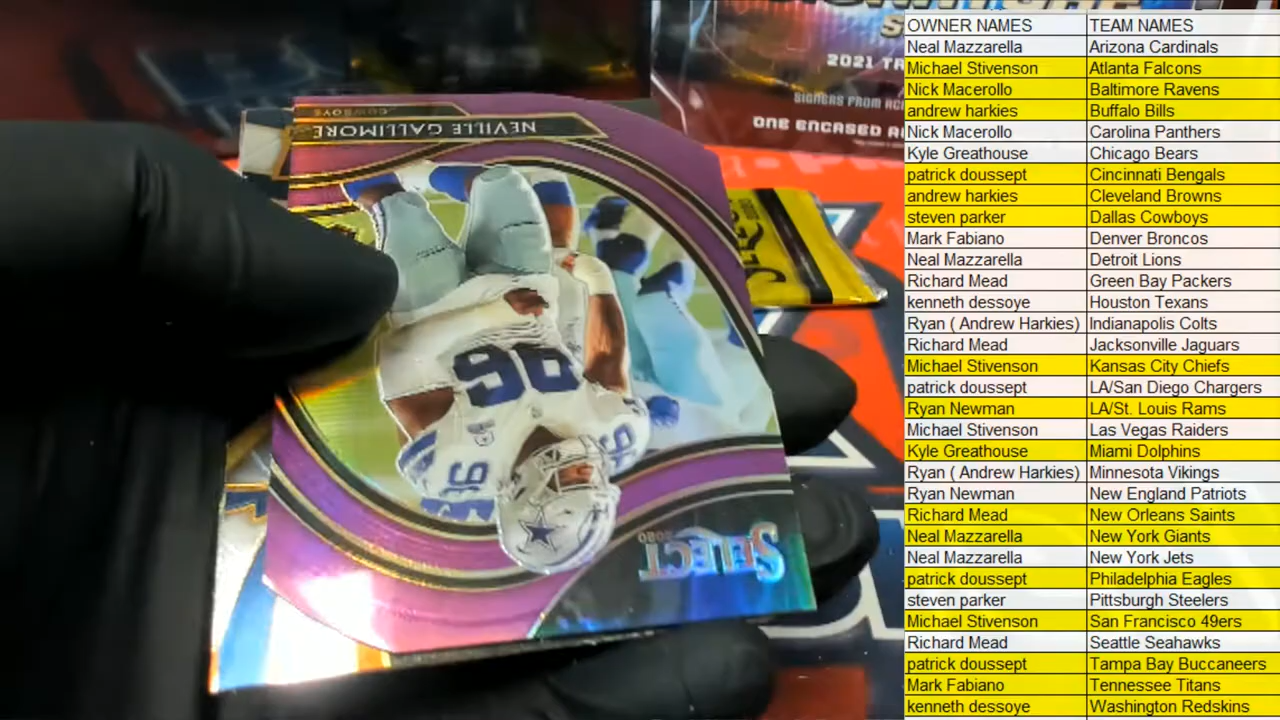 S
2021 TR
SIGNERS FROM ACR
ONE ENCASED A
COWBOYS
NEVILLE GALLIMORE
96
96
96
SELECT
2020
OWNER NAMES TEAM NAMES
Neal Mazzarella Arizona Cardinals
Michael Stivenson Atlanta Falcons
Nick Macerollo Baltimore Ravens
andrew harkies Buffalo Bills
Nick Macerollo Carolina Panthers
Kyle Greathouse Chicago Bears
patrick doussept Cincinnati Bengals
andrew harkies Cleveland Browns
steven parker Dallas Cowboys
Mark Fabiano Denver Broncos
Neal Mazzarella Detroit Lions
Richard Mead Green Bay Packers
kenneth dessoye Houston Texans
Ryan ( Andrew Harkies) Indianapolis Colts
Richard Mead Jacksonville Jaguars
Michael Stivenson Kansas City Chiefs
patrick doussept LA/San Diego Chargers
Ryan Newman LA/St. Louis Rams
Michael Stivenson Las Vegas Raiders
Kyle Greathouse Miami Dolphins
Ryan ( Andrew Harkies) Minnesota Vikings
Ryan Newman New England Patriots
Richard Mead New Orleans Saints
Neal Mazzarella New York Giants
Neal Mazzarella New York Jets
patrick doussept Philadelphia Eagles
steven parker Pittsburgh Steelers
Michael Stivenson San Francisco 49ers
Richard Mead Seattle Seahawks
patrick doussept Tampa Bay Buccaneers
Mark Fabiano Tennessee Titans
kenneth dessoye Washington Redskins